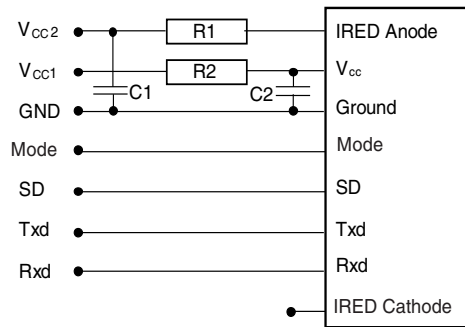 VCC2 R1 IRED Anode
VCC1 R2 Vcc
C1 C2
GND Ground
Mode Mode
SD SD
Txd Txd
Rxd Rxd
IRED Cathode